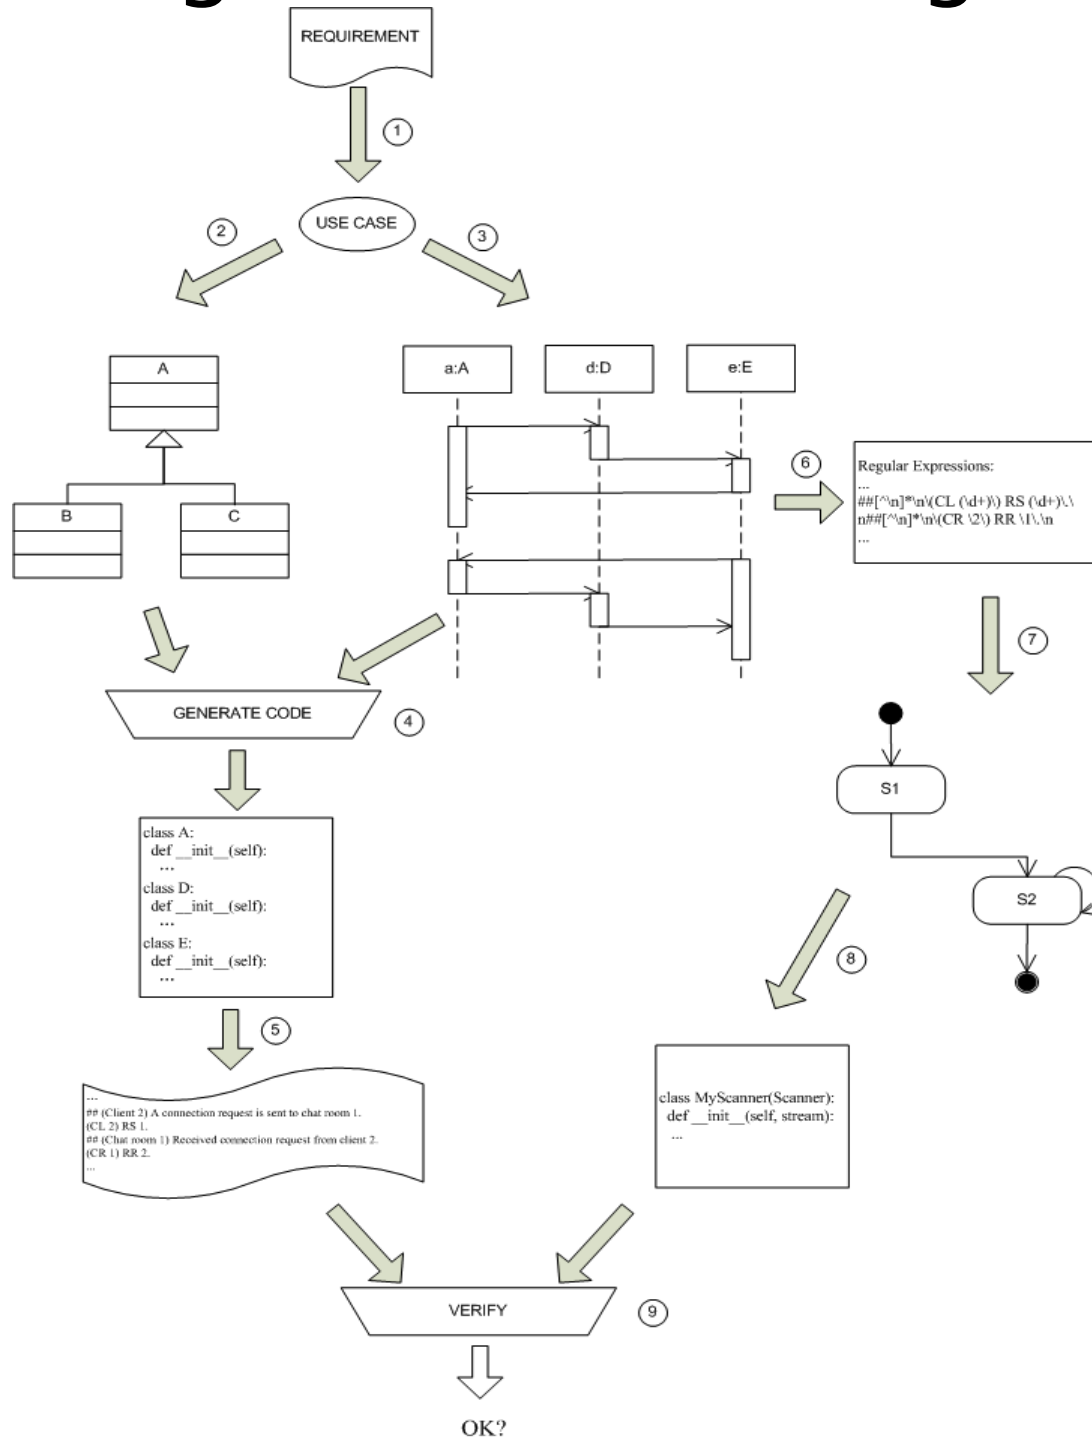 REQUIREMENT
1
USE CASE
2
3
A
B
C
a:A
d:D
e:E
6
Regular Expressions:
...
##[^\n]*\n\(CL (\d+)\) RS (\d+)\.\
n##[^\n]*\n\(CR \2\) RR \1\.\n
...
7
GENERATE CODE
4
S1
S2
class A:
def __init__(self):
...
class D:
def __init__(self):
...
class E:
def __init__(self):
...
8
5
...
## (Client 2) A connection request is sent to chat room 1.
(CL 2) RS 1.
## (Chat room 1) Received connection request from client 2.
(CR 1) RR 2.
...
class MyScanner(Scanner):
def __init__(self, stream):
...
VERIFY
9
OK?